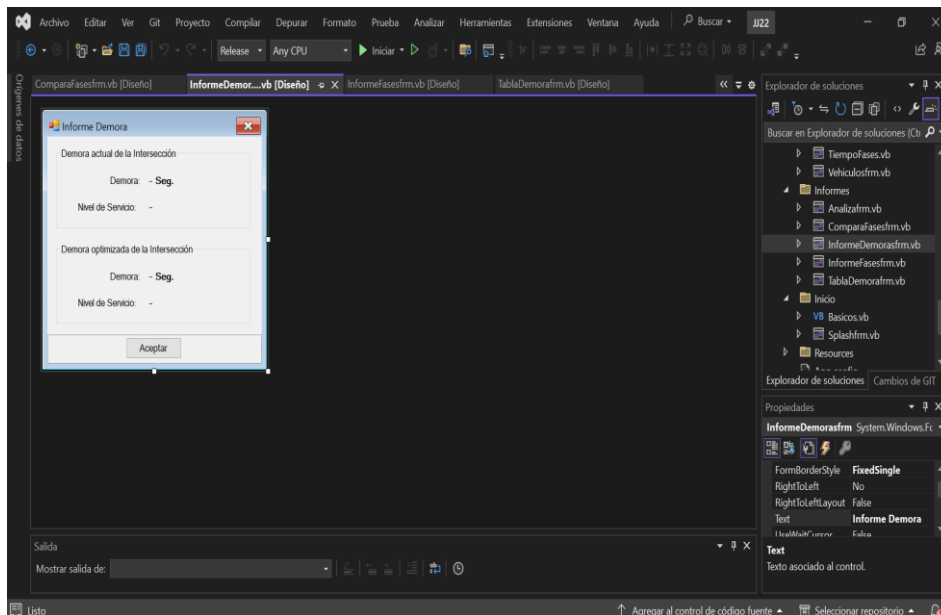 Archivo Editar Ver Git Proyecto Compilar Depurar Formato Prueba Analizar Herramientas Extensiones Ventana Ayuda Buscar JJ22
Release Any CPU Iniciar
Orígenes de datos
ComparaFasesfrm.vb [Diseño] InformeDemor....vb [Diseño] InformeFasesfrm.vb [Diseño] TablaDemorafrm.vb [Diseño]
Informe Demora
Demora actual de la Intersección
Demora: - Seg.
Nivel de Servicio: -
Demora optimizada de la Intersección
Demora: - Seg.
Nivel de Servicio: -
Aceptar
Explorador de soluciones
Buscar en Explorador de soluciones (Ctr
TiempoFases.vb
Vehiculosfrm.vb
Informes
Analizafrm.vb
ComparaFasesfrm.vb
InformeDemorasfrm.vb
InformeFasesfrm.vb
TablaDemorafrm.vb
Inicio
VB Basicos.vb
Splashfrm.vb
Resources
Explorador de soluciones Cambios de GIT
Propiedades
InformeDemorasfrm System.Windows.Fc
FormBorderStyle FixedSingle
RightToLeft No
RightToLeftLayout False
Text Informe Demora
UseWaitCursor False
Text
Texto asociado al control.
Salida
Mostrar salida de:
Listo
Agregar al control de código fuente Seleccionar repositorio